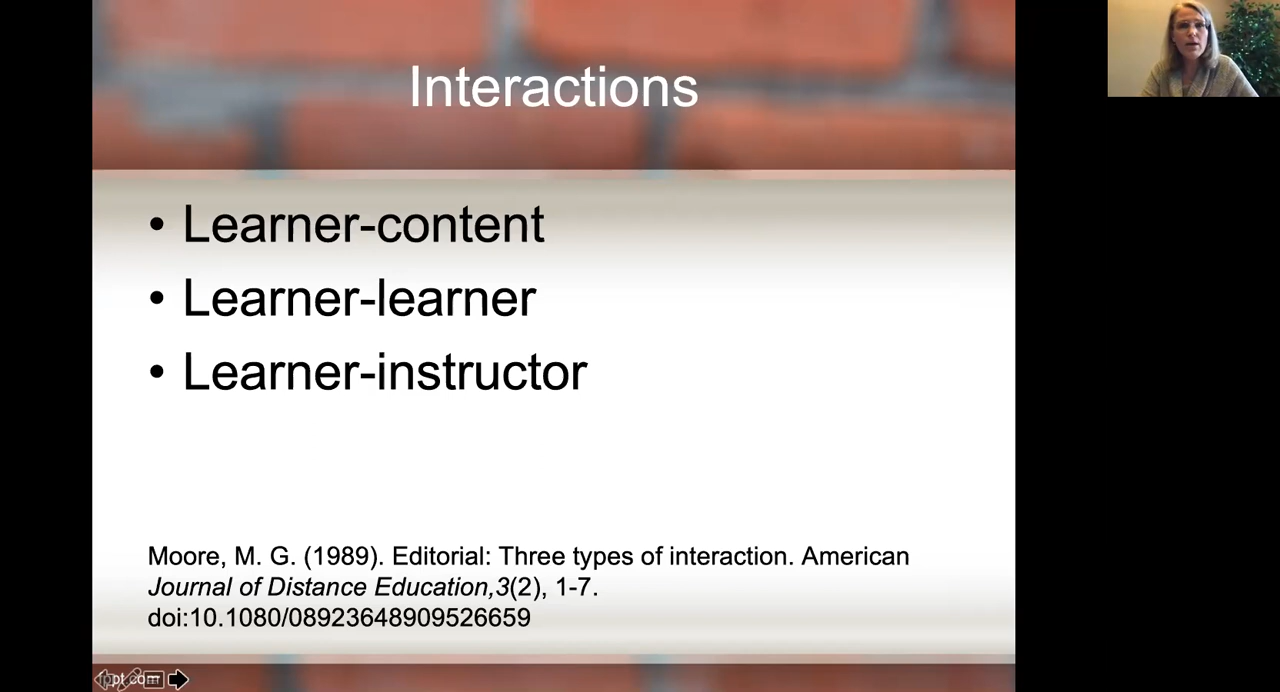 Interactions
• Learner-content
• Learner-learner
• Learner-instructor
Moore, M. G. (1989). Editorial: Three types of interaction. American
Journal of Distance Education,3(2), 1-7.
doi:10.1080/08923648909526659